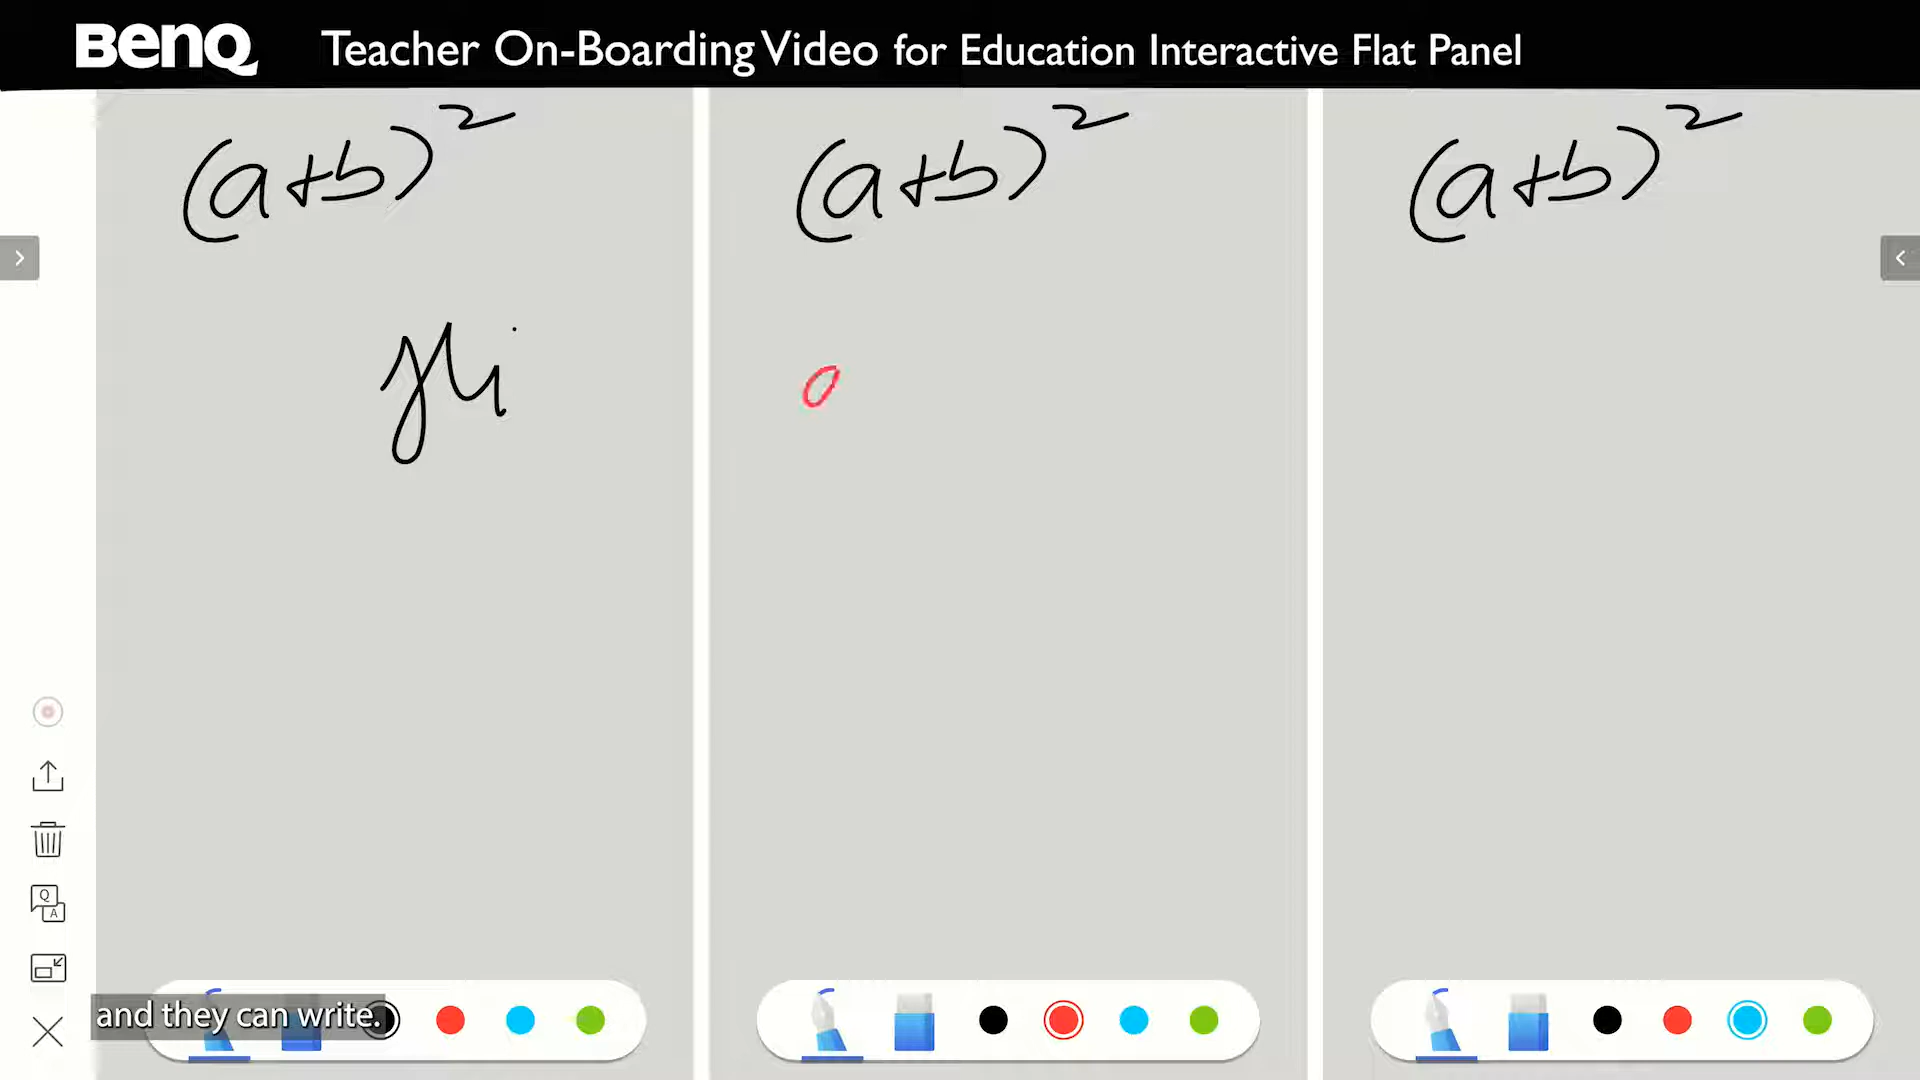 BenQ Teacher On-Boarding Video for Education Interactive Flat Panel
(a+b)² (a+b)² (a+b)²
Q
A
and they can write.